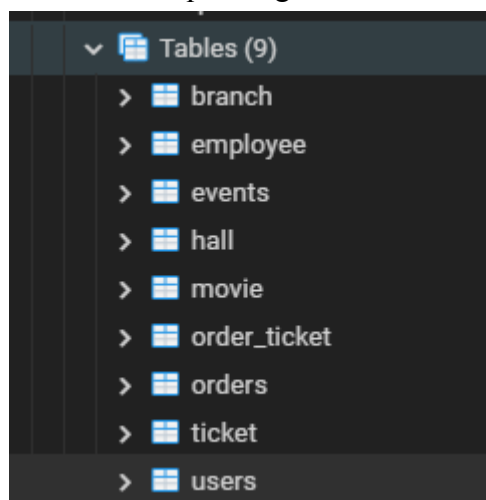 Tables (9)
branch
employee
events
hall
movie
order_ticket
orders
ticket
users